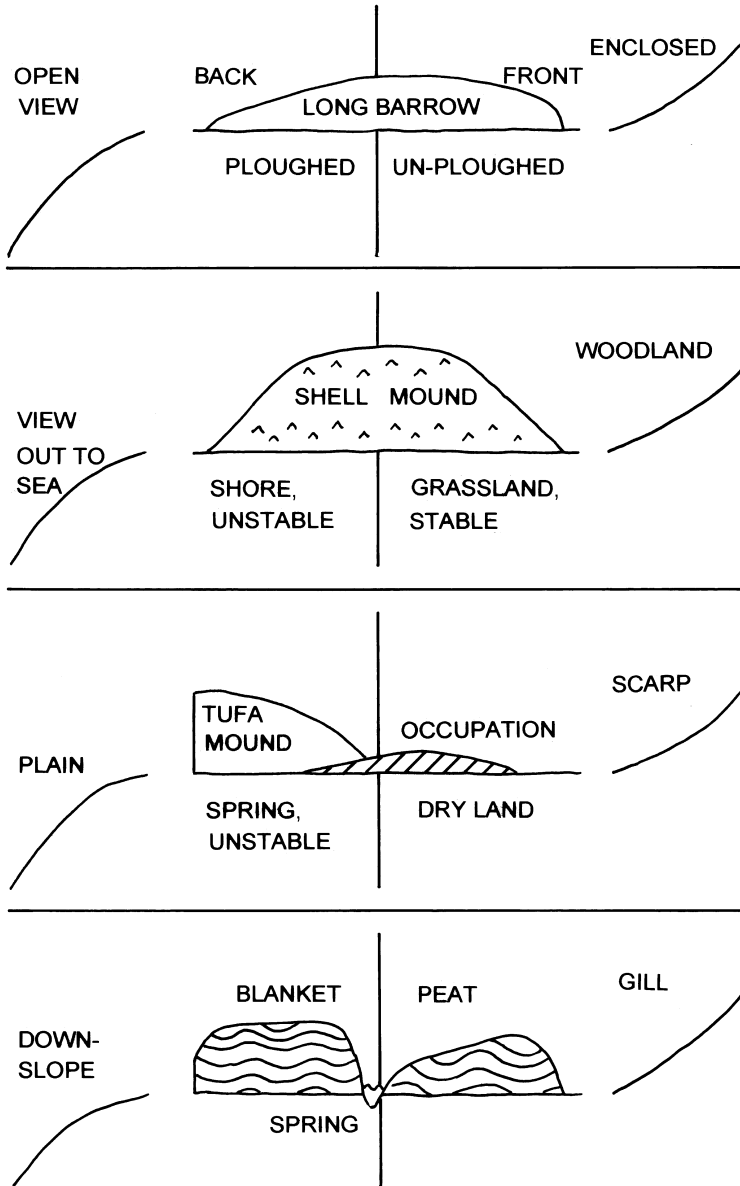 OPEN
VIEW
BACK
FRONT
ENCLOSED
LONG BARROW
PLOUGHED
UN-PLOUGHED
VIEW
OUT TO
SEA
SHELL MOUND
WOODLAND
SHORE,
UNSTABLE
GRASSLAND,
STABLE
PLAIN
TUFA
MOUND
OCCUPATION
SCARP
SPRING,
UNSTABLE
DRY LAND
DOWN-
SLOPE
BLANKET
PEAT
GILL
SPRING